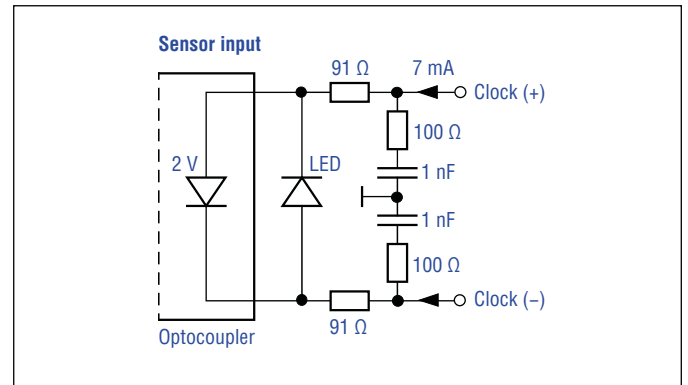 Sensor input
91 Ω
7 mA
Clock (+)
100 Ω
2 V
LED
1 nF
1 nF
100 Ω
Clock (−)
91 Ω
Optocoupler